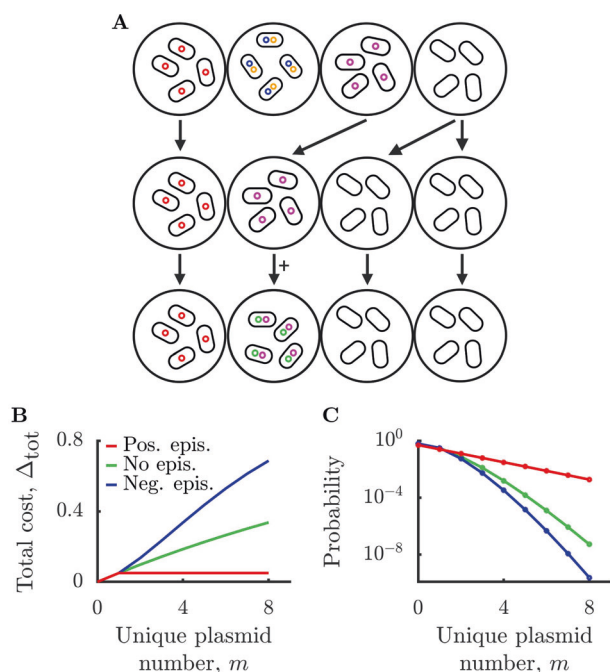 A
+
B
Total cost, Δtot
0.8
0.4
0
Pos. epis.
No epis.
Neg. epis.
0 4 8
Unique plasmid
number, m
C
Probability
10^0
10^-4
10^-8
0 4 8
Unique plasmid
number, m